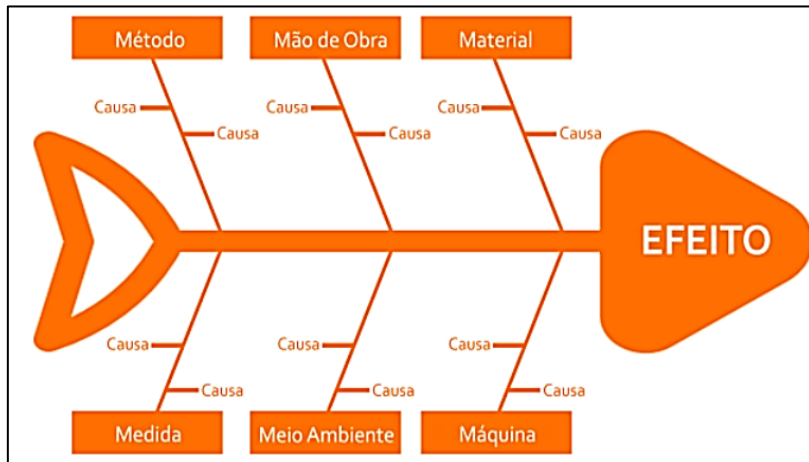 Método
Mão de Obra
Material
Causa
Causa
Causa
Causa
Causa
Causa
EFEITO
Causa
Causa
Causa
Causa
Causa
Causa
Medida
Meio Ambiente
Máquina